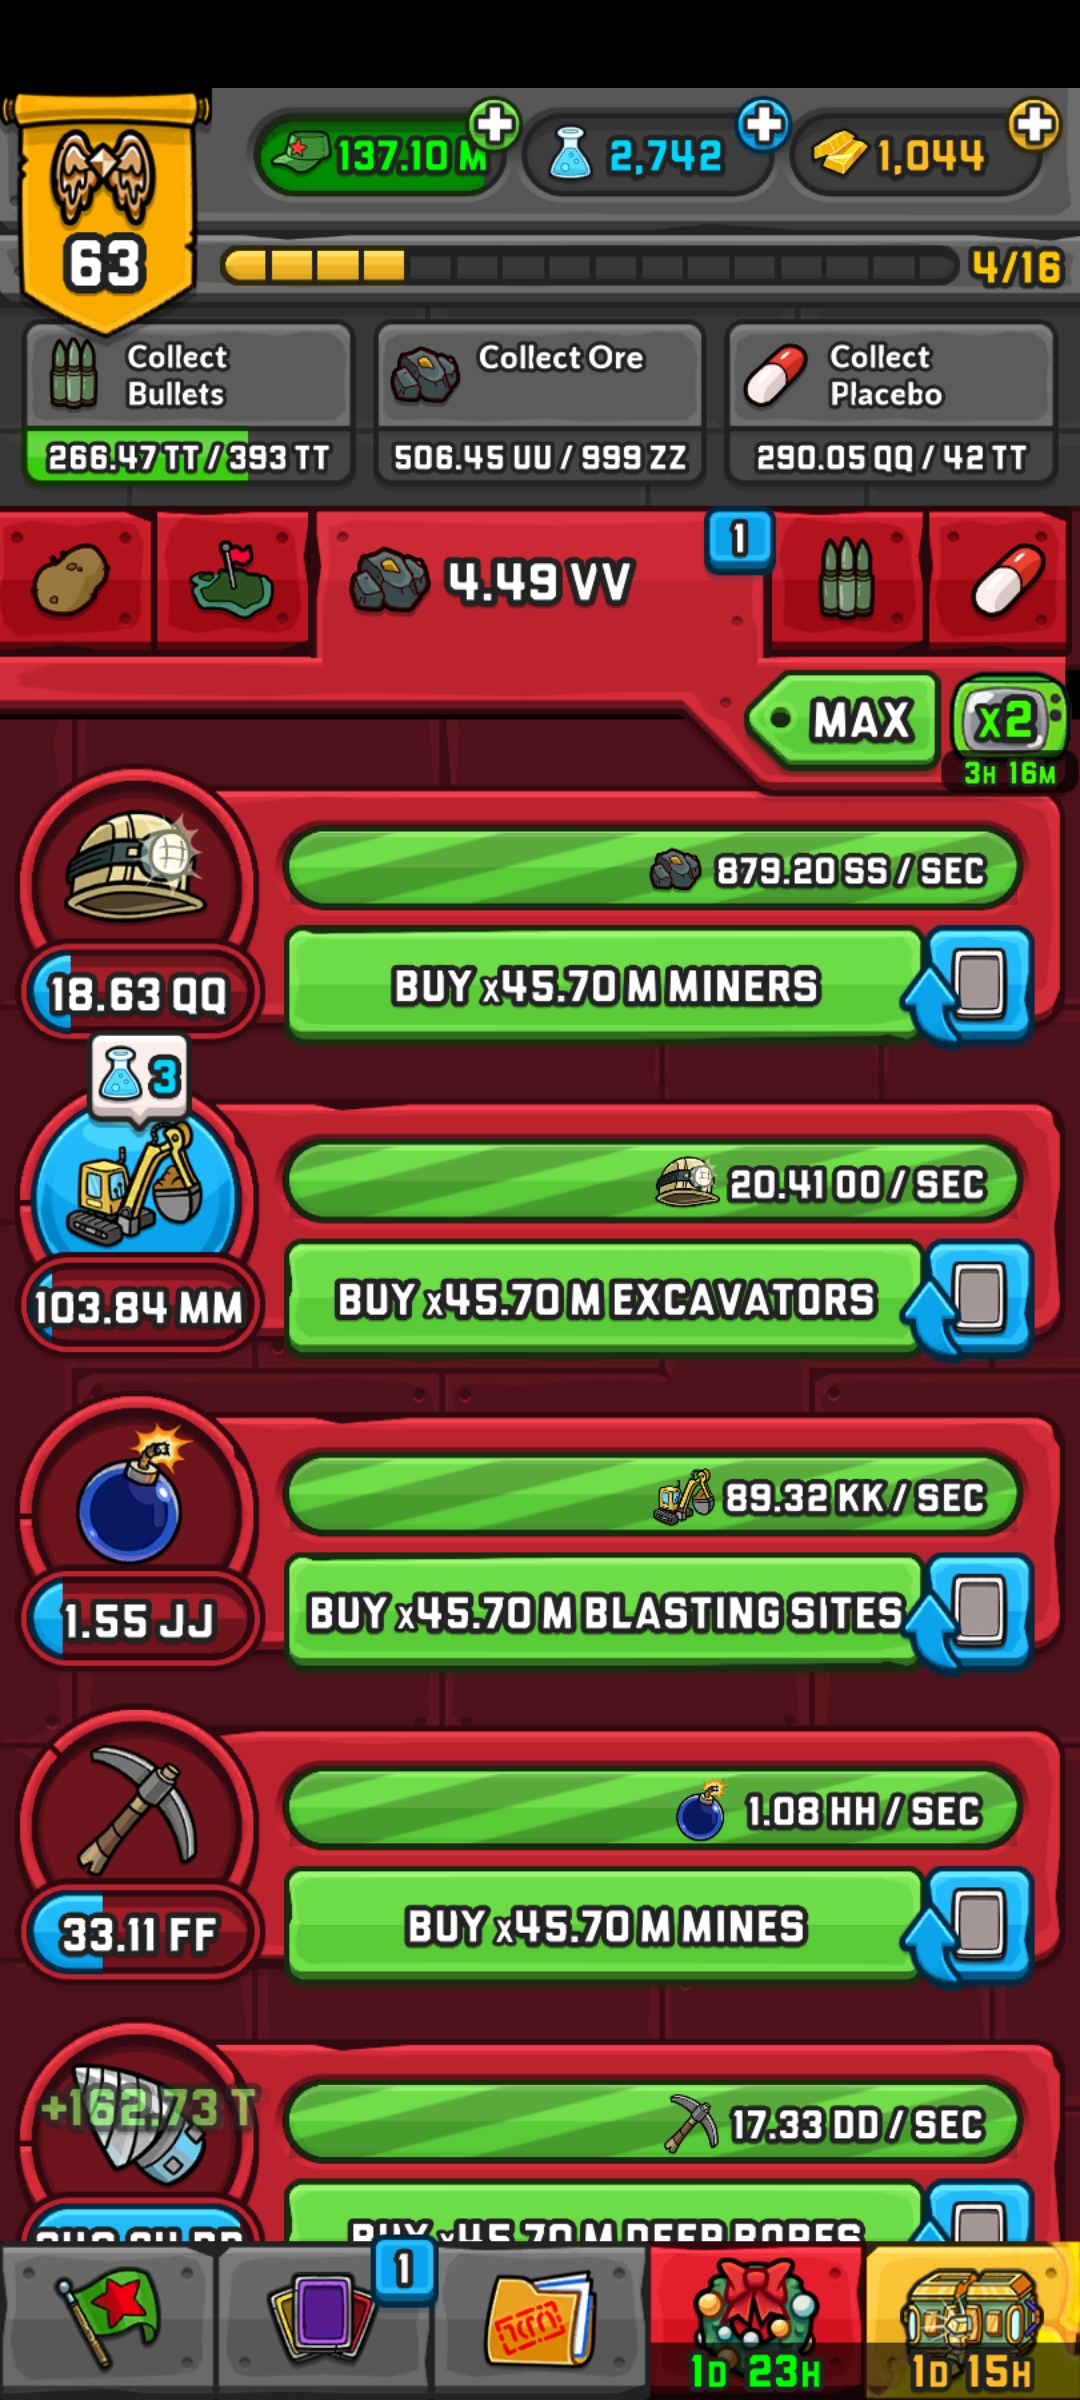 137.10 M
2,742
1,044
63
4/16
Collect
Bullets
266.47 TT / 393 TT
Collect Ore
506.45 UU / 999 ZZ
Collect
Placebo
290.05 QQ / 42 TT
4.49 VV
1
MAX
x2
3H 16M
879.20 SS / SEC
18.63 QQ
BUY x45.70 M MINERS
3
20.41 OO / SEC
103.84 MM
BUY x45.70 M EXCAVATORS
89.32 KK / SEC
1.55 JJ
BUY x45.70 M BLASTING SITES
1.08 HH / SEC
33.11 FF
BUY x45.70 M MINES
+162.73 T
17.33 DD / SEC
BUY x45.70 M DEEP BORES
1
1D 23H
1D 15H